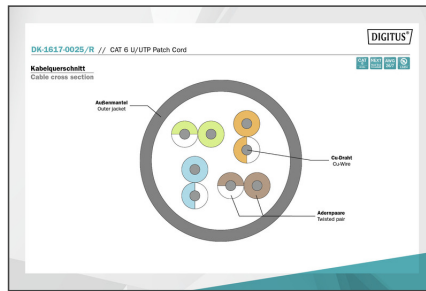 DIGITUS®
DK-1617-0025/R // CAT 6 U/UTP Patch Cord
Kabelquerschnitt
Cable cross section
Außenmantel
Outer jacket
Cu-Draht
Cu-Wire
Adernpaare
Twisted pair